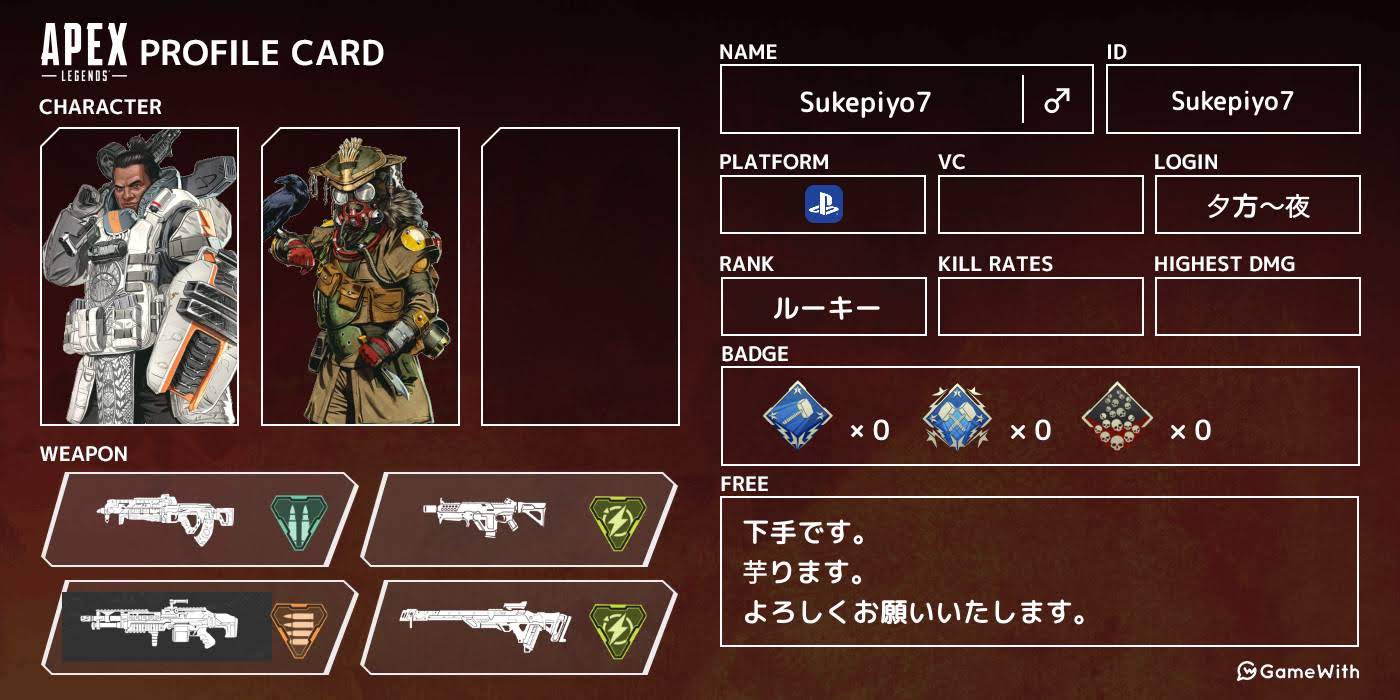 APEX LEGENDS PROFILE CARD
CHARACTER
WEAPON
NAME
Sukepiyo7 ♂
ID
Sukepiyo7
PLATFORM
VC
LOGIN
夕方〜夜
RANK
ルーキー
KILL RATES
HIGHEST DMG
BADGE
× 0 × 0 × 0
FREE
下手です。
芋ります。
よろしくお願いいたします。
GameWith